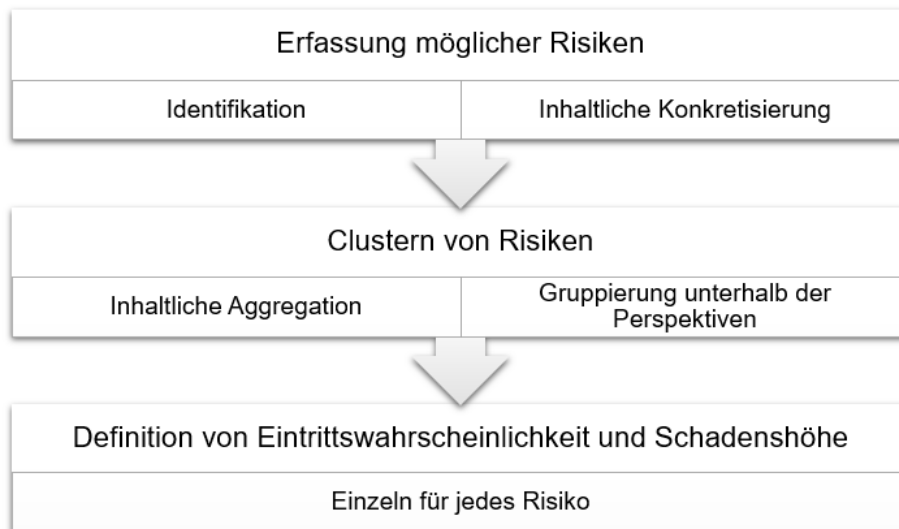 Erfassung möglicher Risiken
Identifikation
Inhaltliche Konkretisierung
Clustern von Risiken
Inhaltliche Aggregation
Gruppierung unterhalb der
Perspektiven
Definition von Eintrittswahrscheinlichkeit und Schadenshöhe
Einzeln für jedes Risiko